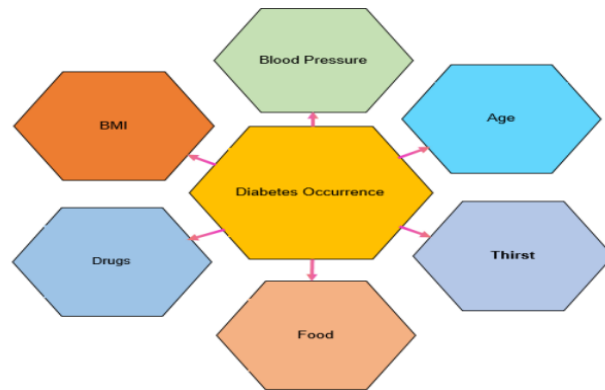 Blood Pressure
BMI
Age
Diabetes Occurrence
Drugs
Thirst
Food